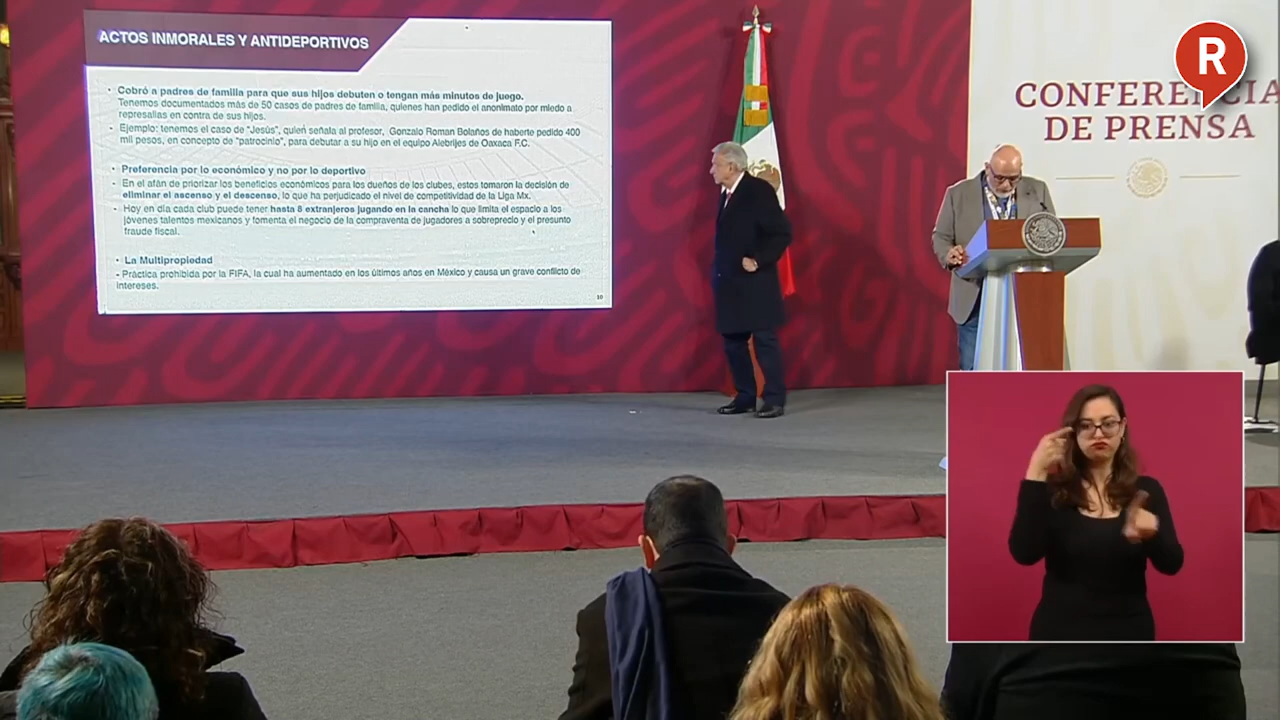 ACTOS INMORALES Y ANTIDEPORTIVOS
• Cobró a padres de familia para que sus hijos debuten o tengan más minutos de juego.
Tenemos documentados más de 50 casos de padres de familia, quienes han pedido el anonimato por miedo a
represalias en contra de sus hijos.
• Ejemplo: tenemos el caso de "Jesús", quien señala al profesor, Gonzalo Roman Bolaños de haberte pedido 400
mil pesos, en concepto de "patrocinio", para debutar a su hijo en el equipo Alebrijes de Oaxaca F.C.
Preferencia por lo económico y no por lo deportivo
• En el afán de priorizar los beneficios económicos para los dueños de los clubes, estos tomaron la decisión de
eliminar el ascenso y el descenso, lo que ha perjudicado el nivel de competitividad de la Liga Mx.
• Hoy en día cada club puede tener hasta 8 extranjeros jugando en la cancha lo que limita el espacio a los
jóvenes talentos mexicanos y fomenta el negocio de la compraventa de jugadores a sobreprecio y el presunto
fraude fiscal.
• La Multipropiedad
- Práctica prohibida por la FIFA, la cual ha aumentado en los últimos años en México y causa un grave conflicto de
intereses.
10
R
CONFERENCIA
DE PRENSA